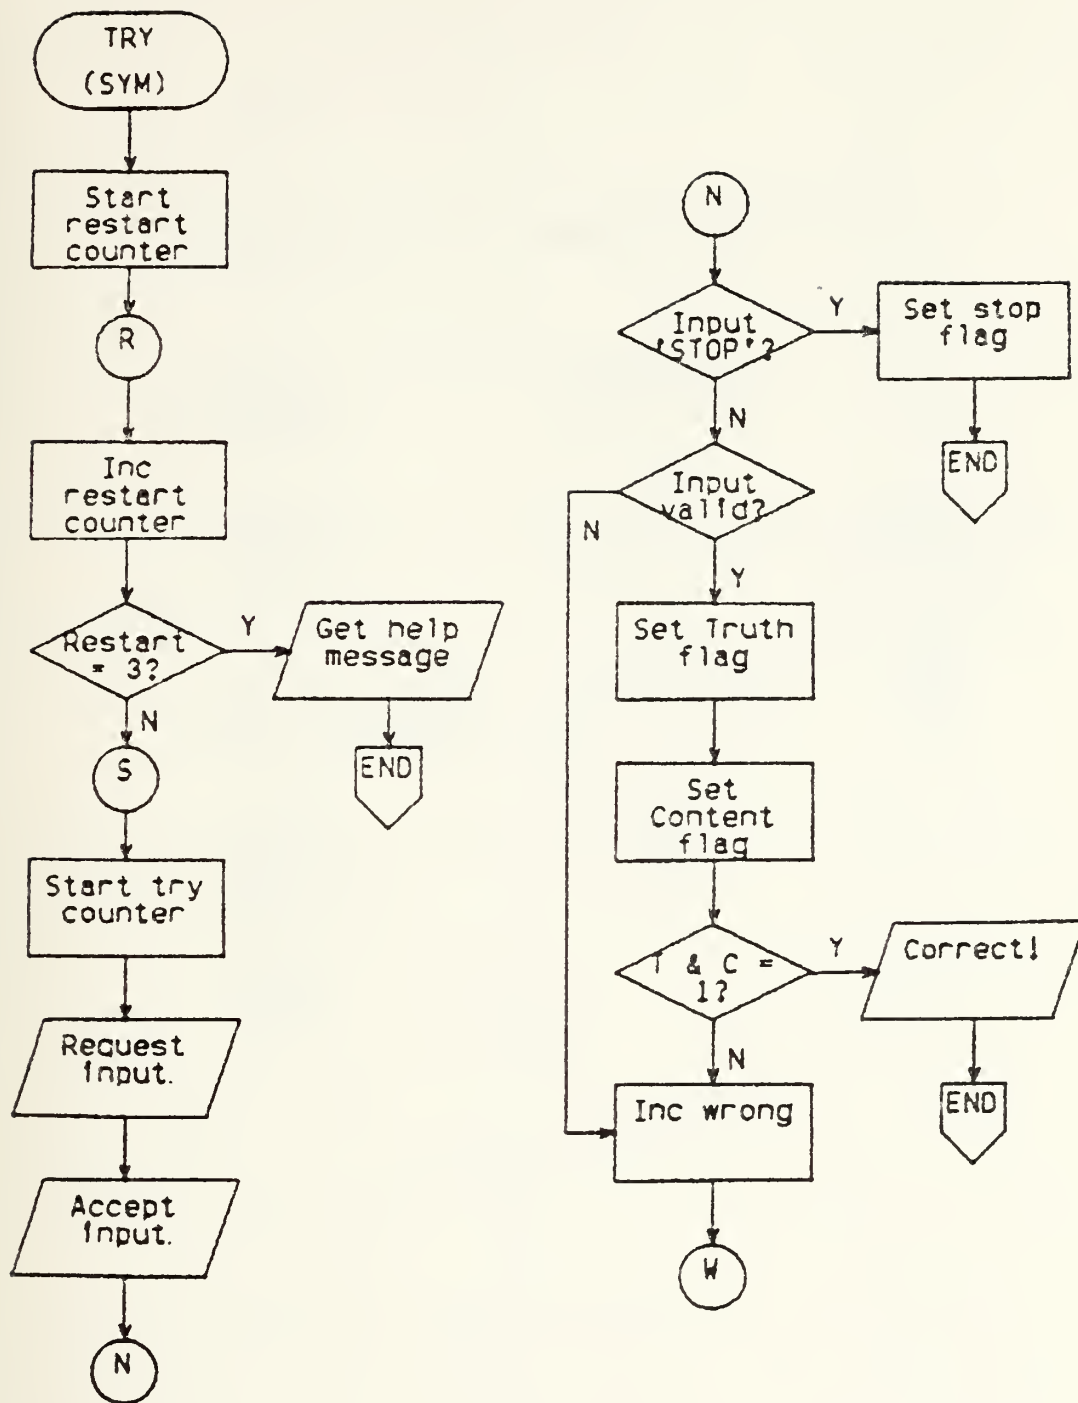 TRY
(SYM)
Start
restart
counter
R
Inc
restart
counter
Restart
= 3?
Y
Get help
message
END
N
S
Start try
counter
Request
input.
Accept
input.
N
N
Input
'STOP'?
Y
Set stop
flag
END
N
Input
valid?
N
Y
Set Truth
flag
Set
Content
flag
T & C =
1?
Y
Correct!
END
N
Inc wrong
W